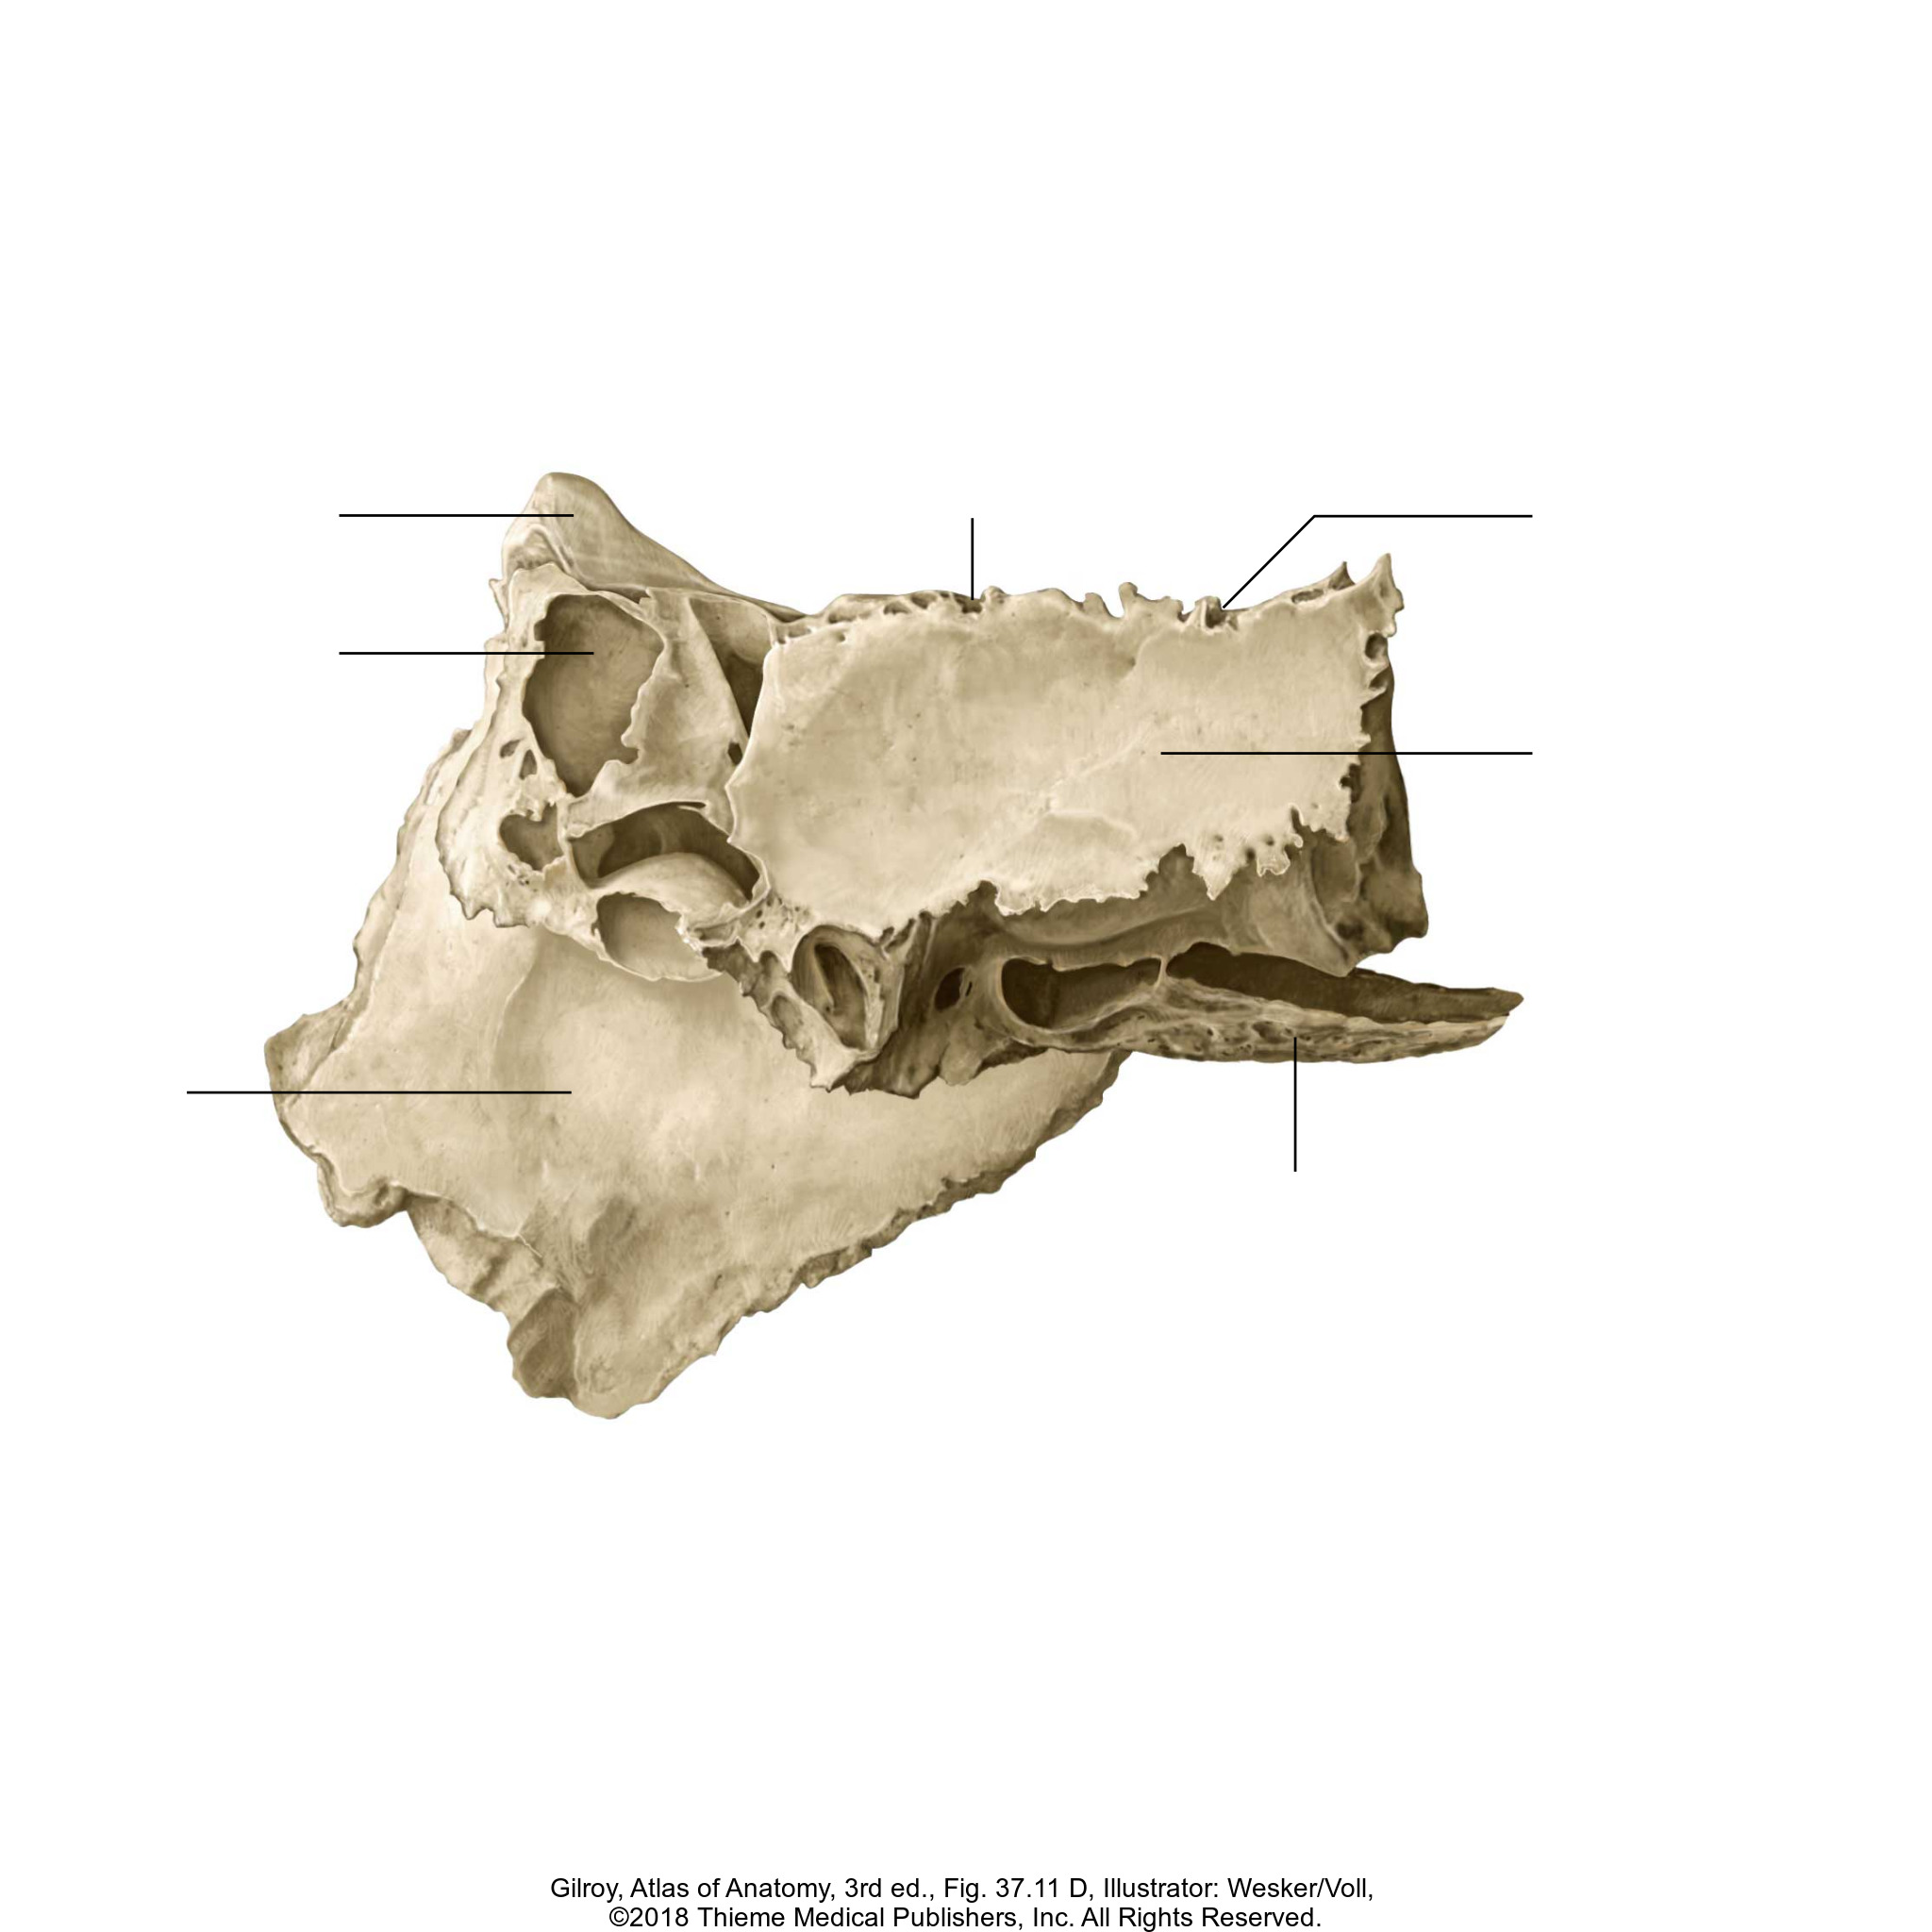 Gilroy, Atlas of Anatomy, 3rd ed., Fig. 37.11 D, Illustrator: Wesker/Voll,
©2018 Thieme Medical Publishers, Inc. All Rights Reserved.